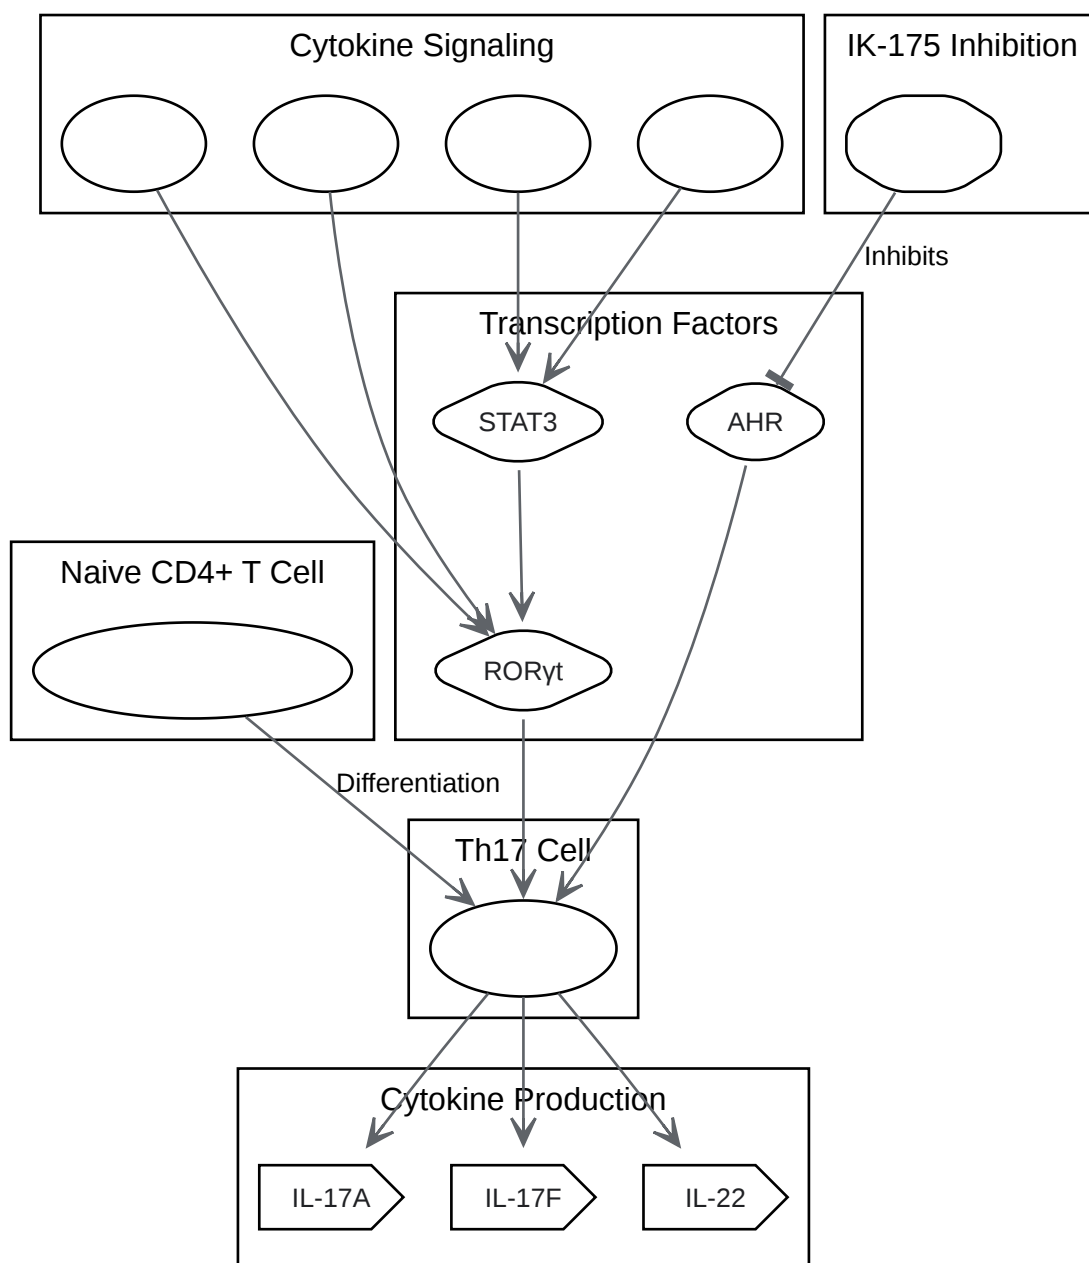 Cytokine Signaling
IK-175 Inhibition
Inhibits
Transcription Factors
STAT3
AHR
Naive CD4+ T Cell
RORγt
Differentiation
Th17 Cell
Cytokine Production
IL-17A
IL-17F
IL-22